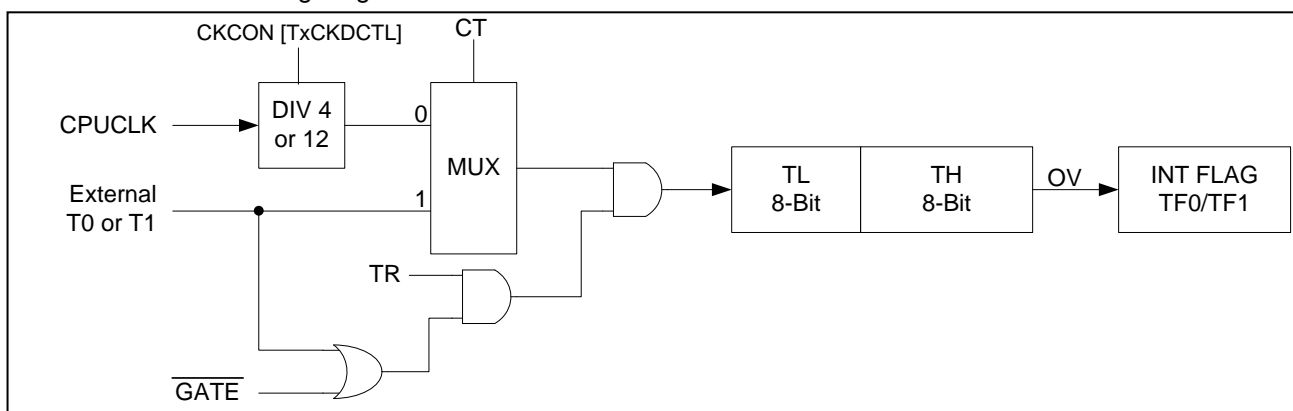 CKCON [TxCKDCTL]
CT
CPUCLK
DIV 4
or 12
0
MUX
External
T0 or T1
1
TL
8-Bit
TH
8-Bit
OV
INT FLAG
TF0/TF1
TR
GATE